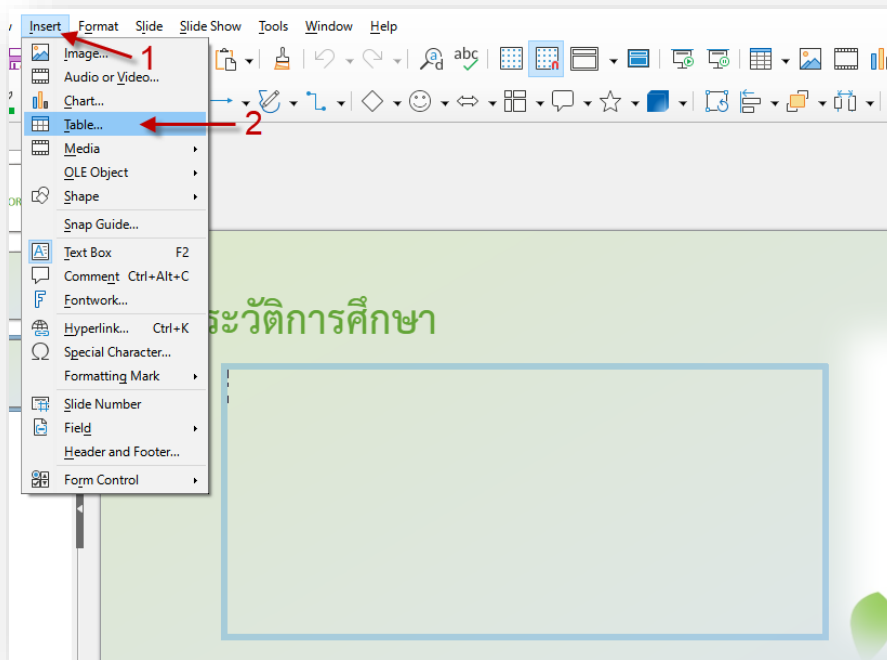 Insert Format Slide Slide Show Tools Window Help
1
Image...
Audio or Video...
Chart...
Table...
2
Media
OLE Object
Shape
Snap Guide...
Text Box F2
Comment Ctrl+Alt+C
Fontwork...
Hyperlink... Ctrl+K
Special Character...
Formatting Mark
Slide Number
Field
Header and Footer...
Form Control
abc
ระวัติการศึกษา